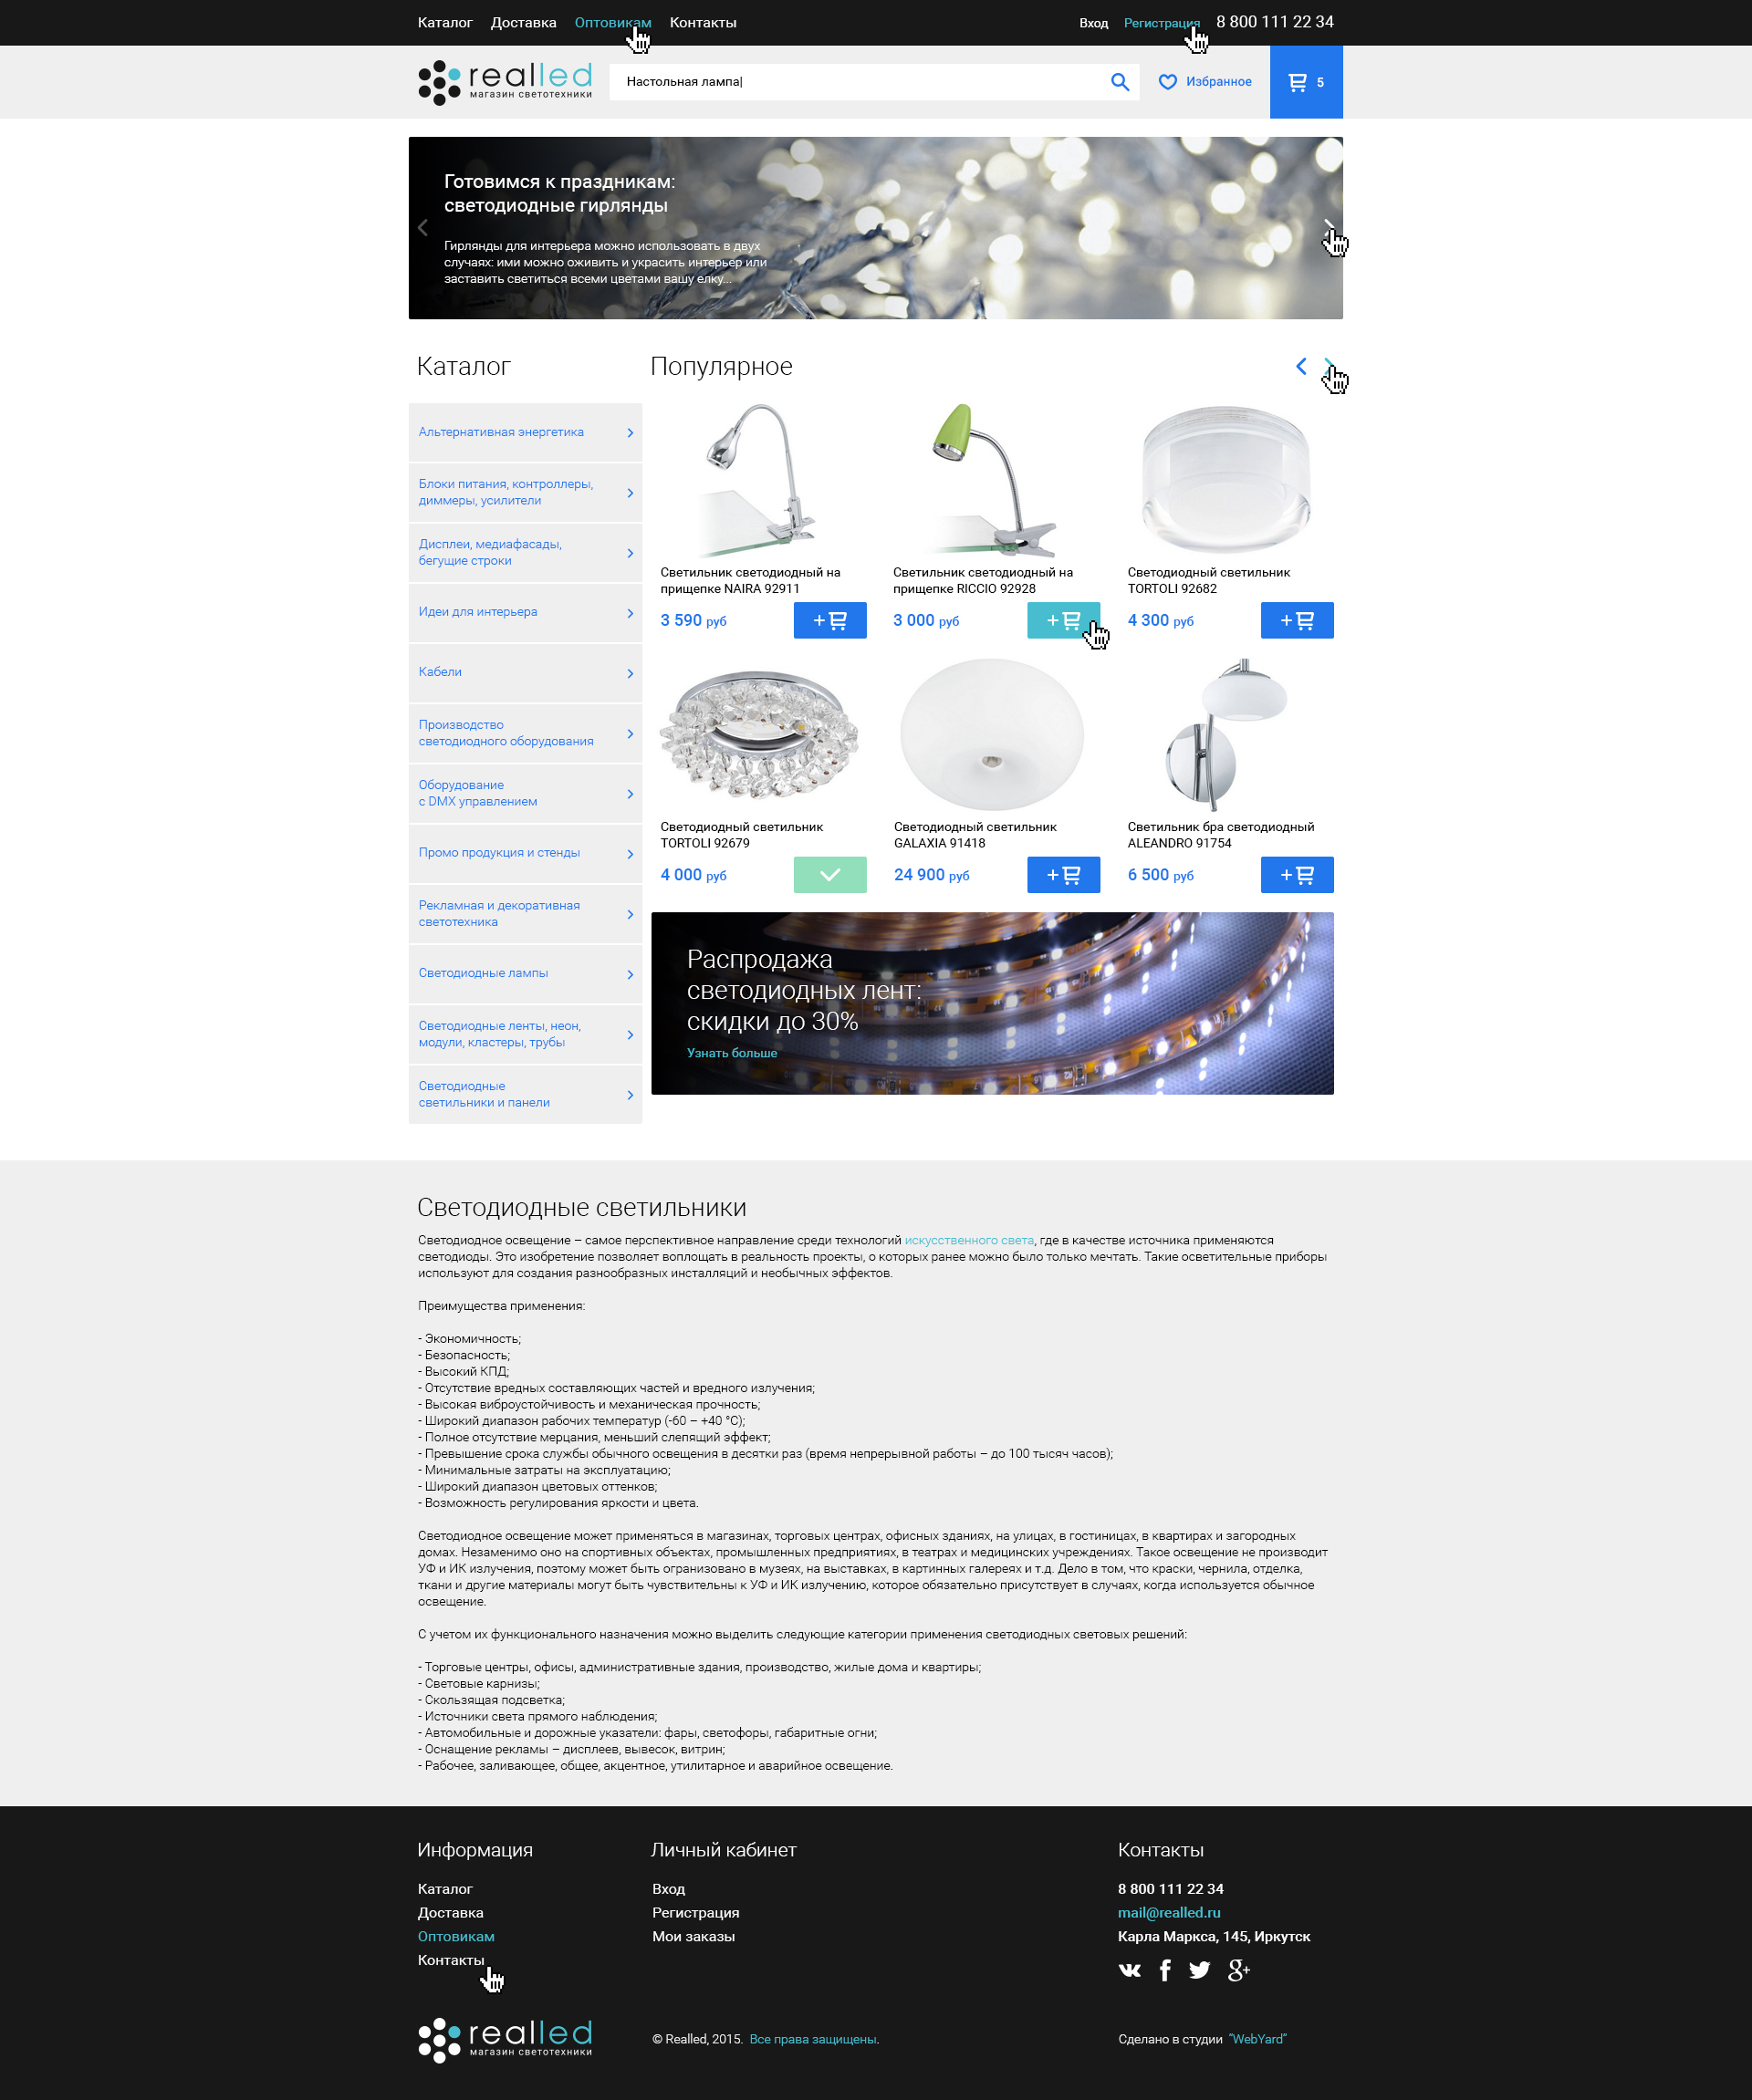 Каталог Доставка Оптовикам Контакты Вход Регистрация 8 800 111 22 34
realled
магазин светотехники
Настольная лампа|
Избранное
5
Готовимся к праздникам:
светодиодные гирлянды
Гирлянды для интерьера можно использовать в двух
случаях: ими можно оживить и украсить интерьер или
заставить светиться всеми цветами вашу елку...
Каталог
Альтернативная энергетика
Блоки питания, контроллеры,
диммеры, усилители
Дисплеи, медиафасады,
бегущие строки
Идеи для интерьера
Кабели
Производство
светодиодного оборудования
Оборудование
с DMX управлением
Промо продукция и стенды
Рекламная и декоративная
светотехника
Светодиодные лампы
Светодиодные ленты, неон,
модули, кластеры, трубы
Светодиодные
светильники и панели
Популярное
Светильник светодиодный на
прищепке NAIRA 92911
3 590 руб
Светильник светодиодный на
прищепке RICCIO 92928
3 000 руб
Светодиодный светильник
TORTOLI 92682
4 300 руб
Светодиодный светильник
TORTOLI 92679
4 000 руб
Светодиодный светильник
GALAXIA 91418
24 900 руб
Светильник бра светодиодный
ALEANDRO 91754
6 500 руб
Распродажа
светодиодных лент:
скидки до 30%
Узнать больше
Светодиодные светильники
Светодиодное освещение – самое перспективное направление среди технологий искусственного света, где в качестве источника применяются
светодиоды. Это изобретение позволяет воплощать в реальность проекты, о которых ранее можно было только мечтать. Такие осветительные приборы
используют для создания разнообразных инсталляций и необычных эффектов.
Преимущества применения:
- Экономичность;
- Безопасность;
- Высокий КПД;
- Отсутствие вредных составляющих частей и вредного излучения;
- Высокая виброустойчивость и механическая прочность;
- Широкий диапазон рабочих температур (-60 – +40 °С);
- Полное отсутствие мерцания, меньший слепящий эффект;
- Превышение срока службы обычного освещения в десятки раз (время непрерывной работы – до 100 тысяч часов);
- Минимальные затраты на эксплуатацию;
- Широкий диапазон цветовых оттенков;
- Возможность регулирования яркости и цвета.
Светодиодное освещение может применяться в магазинах, торговых центрах, офисных зданиях, на улицах, в гостиницах, в квартирах и загородных
домах. Незаменимо оно на спортивных объектах, промышленных предприятиях, в театрах и медицинских учреждениях. Такое освещение не производит
УФ и ИК излучения, поэтому может быть огранизовано в музеях, на выставках, в картинных галереях и т.д. Дело в том, что краски, чернила, отделка,
ткани и другие материалы могут быть чувствительны к УФ и ИК излучению, которое обязательно присутствует в случаях, когда используется обычное
освещение.
С учетом их функционального назначения можно выделить следующие категории применения светодиодных световых решений:
- Торговые центры, офисы, административные здания, производство, жилые дома и квартиры;
- Световые карнизы;
- Скользящая подсветка;
- Источники света прямого наблюдения;
- Автомобильные и дорожные указатели: фары, светофоры, габаритные огни;
- Оснащение рекламы – дисплеев, вывесок, витрин;
- Рабочее, заливающее, общее, акцентное, утилитарное и аварийное освещение.
Информация
Каталог
Доставка
Оптовикам
Контакты
Личный кабинет
Вход
Регистрация
Мои заказы
Контакты
8 800 111 22 34
mail@realled.ru
Карла Маркса, 145, Иркутск
realled
магазин светотехники
© Realled, 2015. Все права защищены.
Сделано в студии "WebYard"